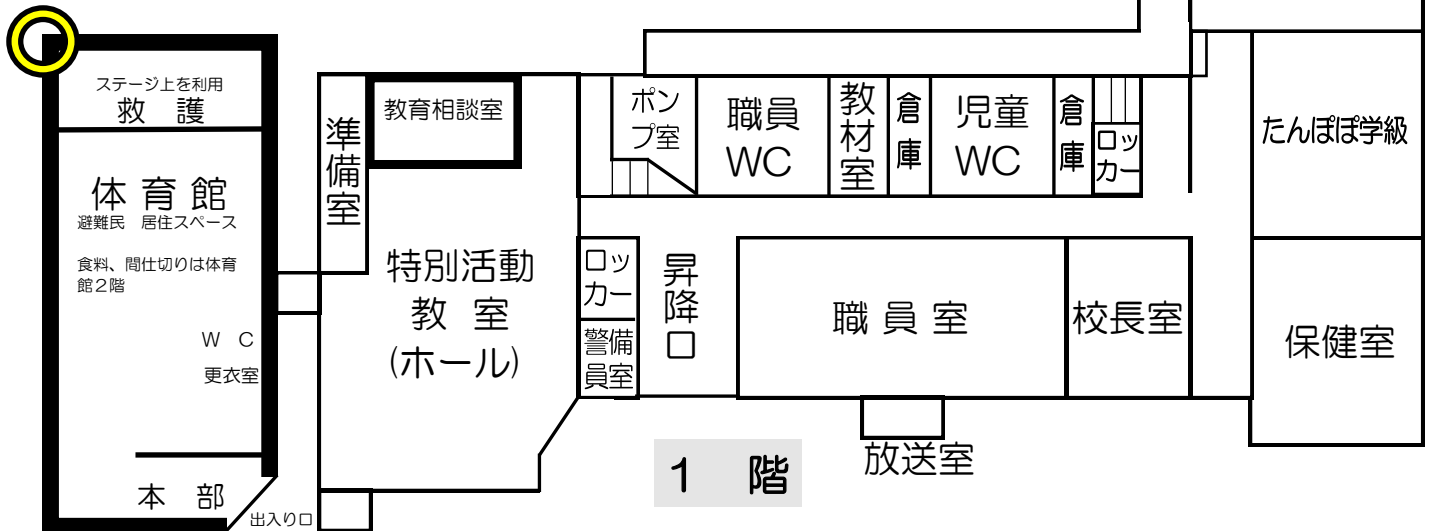 ステージ上を利用
救 護
体 育 館
避難民 居住スペース
食料、間仕切りは体育
館2階
W C
更衣室
本 部
出入り口
準備室
教育相談室
特別活動
教 室
(ホール)
ポン
プ室
職員
WC
教材室
倉庫
児童
WC
倉庫
ロッ
カー
たんぽぽ学級
ロッ
カー
警備
員室
昇降口
職 員 室
校長室
保健室
放送室
1 階